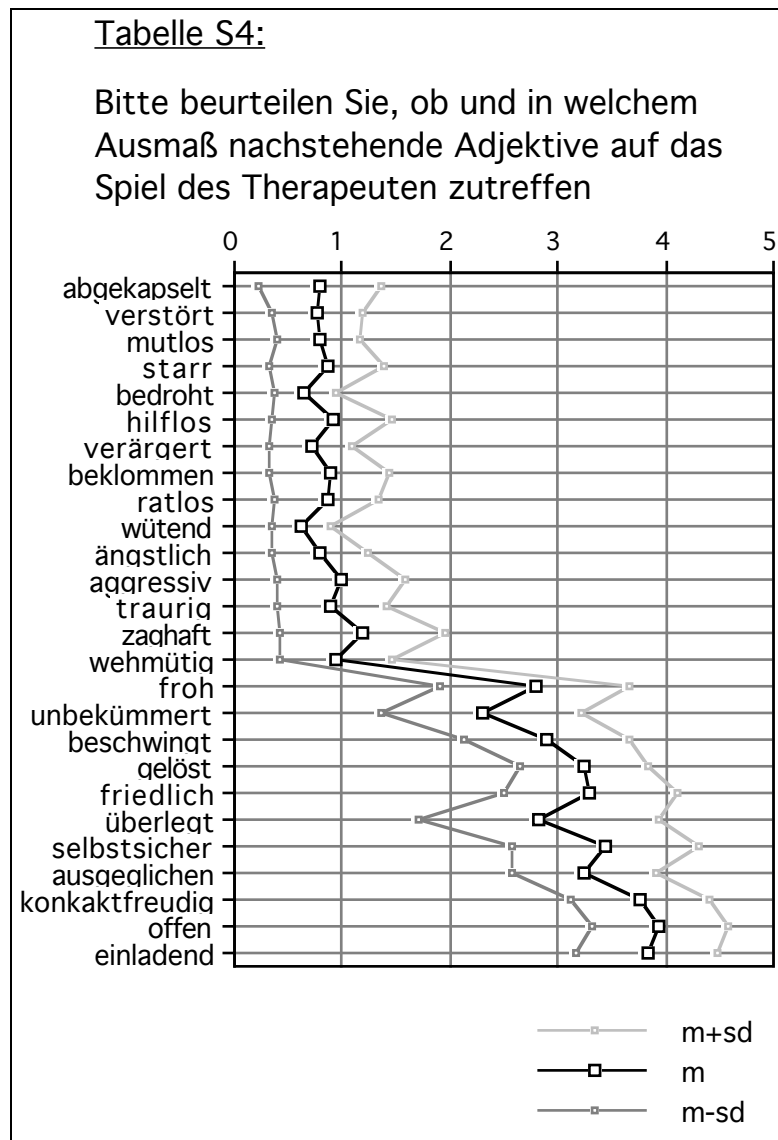 Tabelle S4:
Bitte beurteilen Sie, ob und in welchem
Ausmaß nachstehende Adjektive auf das
Spiel des Therapeuten zutreffen
0 1 2 3 4 5
abgekapselt
verstört
mutlos
starr
bedroht
hilflos
verärgert
beklommen
ratlos
wütend
ängstlich
aggressiv
traurig
zaghaft
wehmütig
froh
unbekümmert
beschwingt
gelöst
friedlich
überlegt
selbstsicher
ausgeglichen
konkaktfreudig
offen
einladend
m+sd
m
m-sd